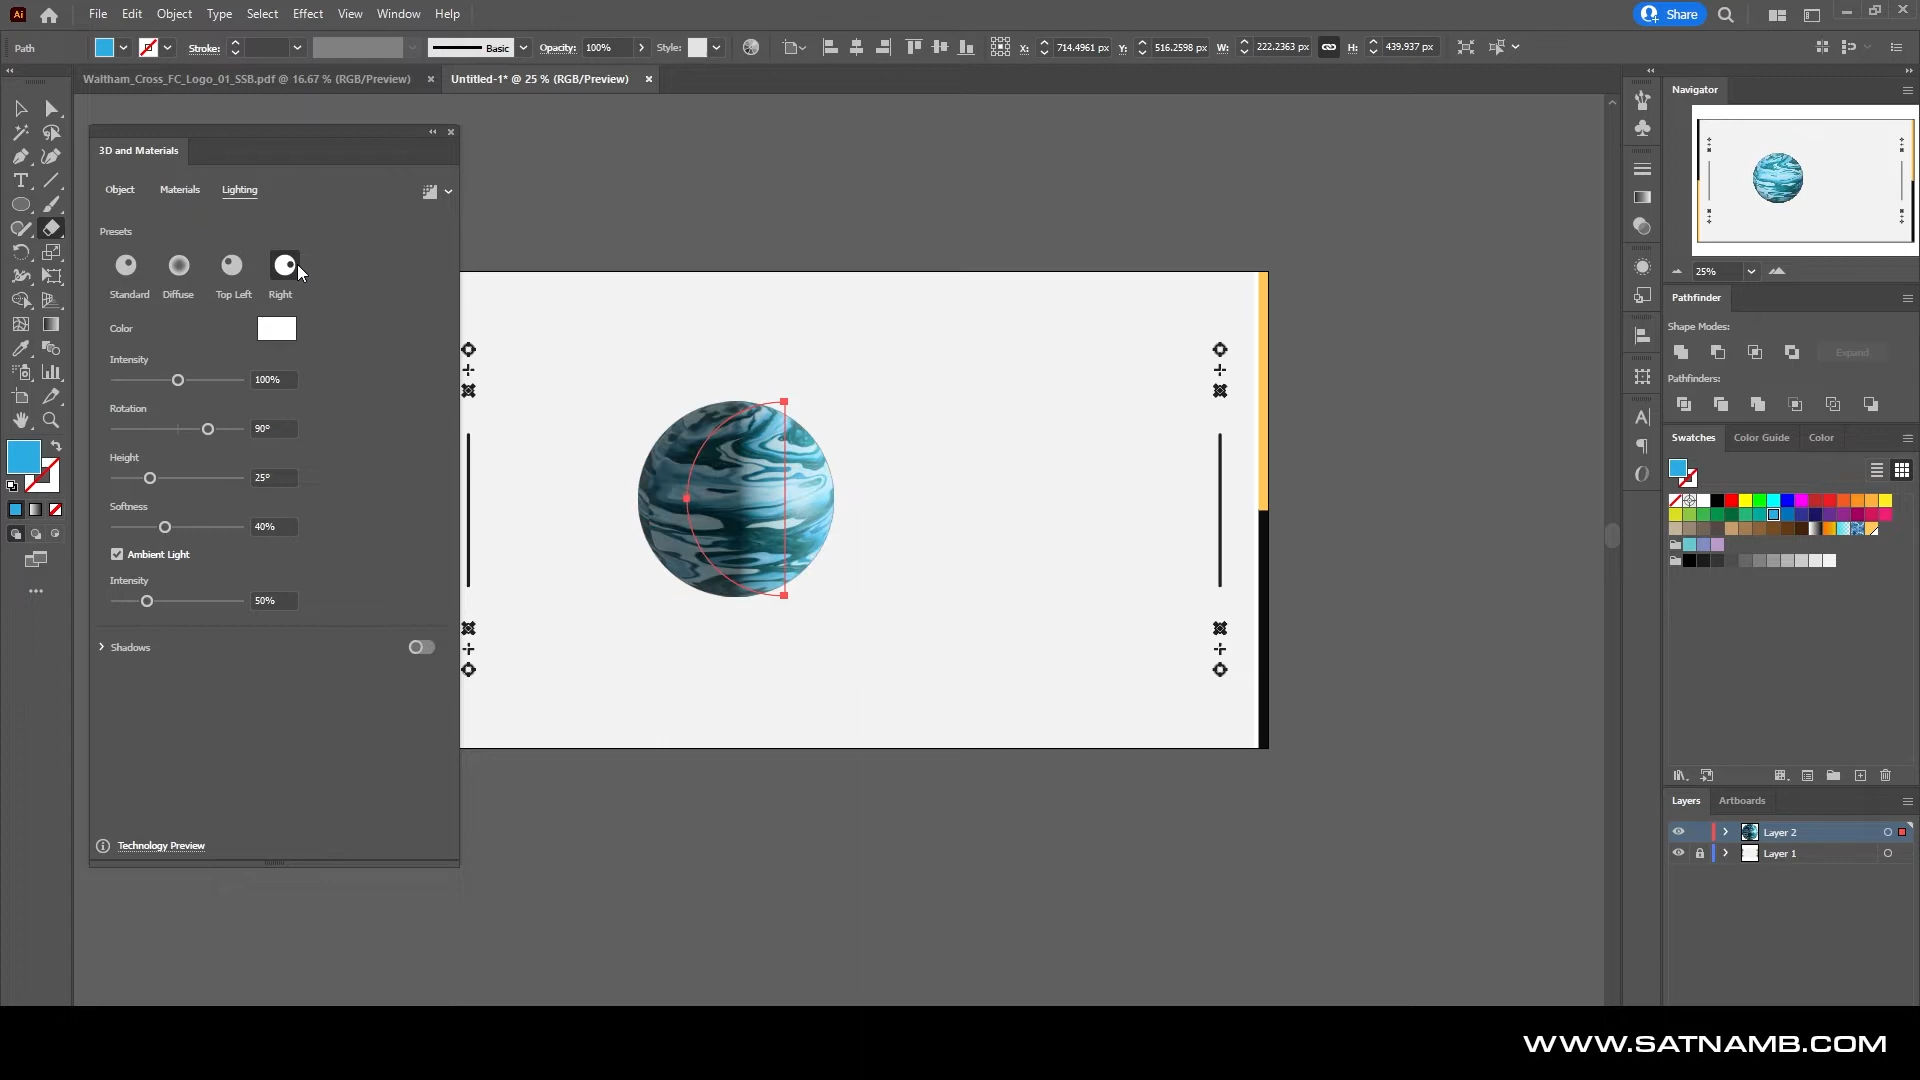 Ai File Edit Object Type Select Effect View Window Help Share
Path Stroke: Basic Opacity: 100% Style: X: 714.4961 px Y: 516.2598 px W: 222.2363 px H: 439.937 px
Waltham_Cross_FC_Logo_01_SSB.pdf @ 16.67 % (RGB/Preview) Untitled-1* @ 25 % (RGB/Preview)
3D and Materials
Object Materials Lighting
Presets
Standard Diffuse Top Left Right
Color
Intensity
100%
Rotation
90°
Height
25°
Softness
40%
Ambient Light
Intensity
50%
Shadows
Technology Preview
Navigator
25%
Pathfinder
Shape Modes:
Expand
Pathfinders:
Swatches Color Guide Color
Layers Artboards
Layer 2
Layer 1
WWW.SATNAMB.COM